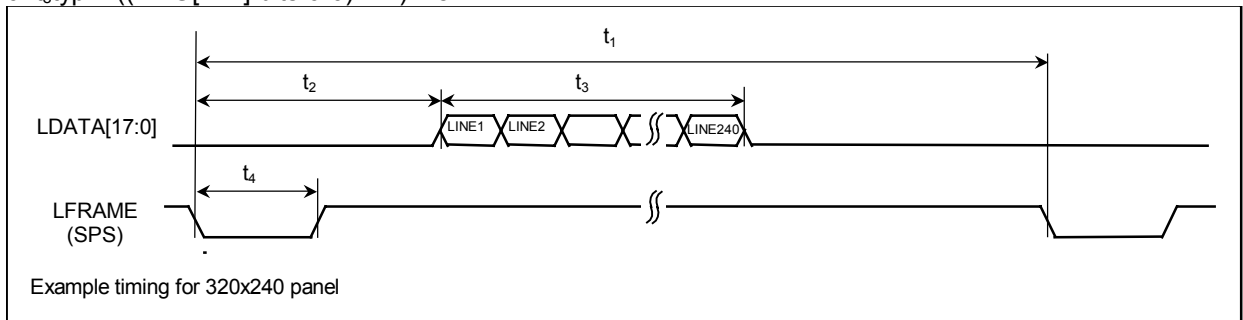 t₁
t₂ t₃
LDATA[17:0]
LINE1 LINE2 LINE240
t₄
LFRAME
(SPS)
Example timing for 320x240 panel